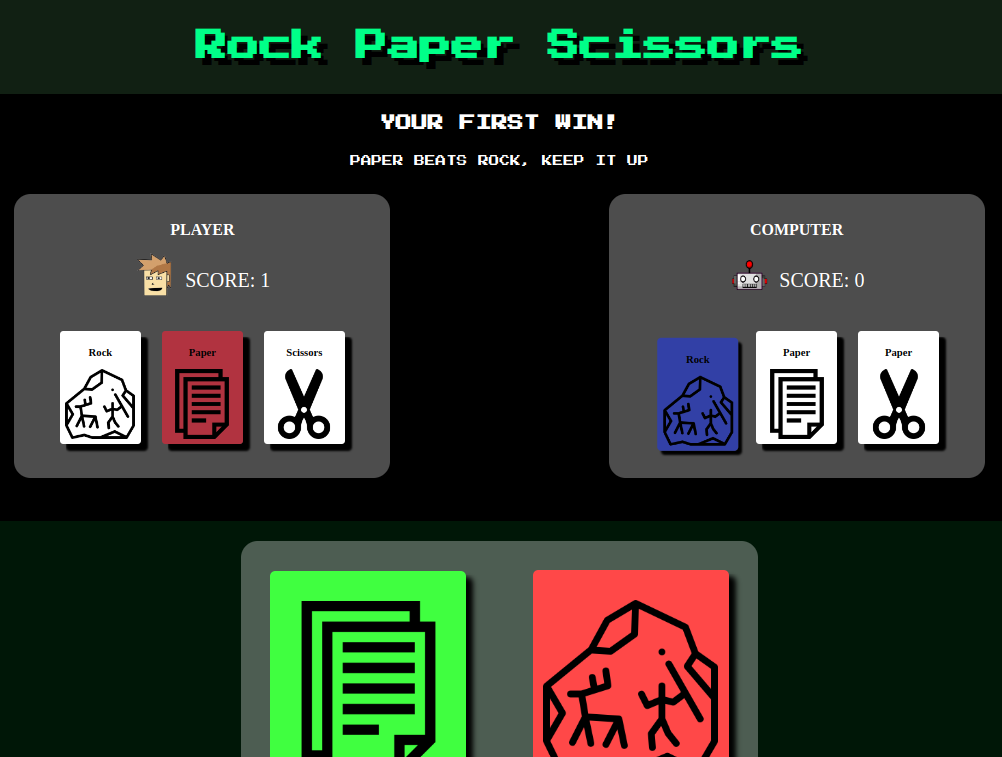 Rock Paper Scissors
YOUR FIRST WIN!
PAPER BEATS ROCK, KEEP IT UP
PLAYER
SCORE: 1
Rock
Paper
Scissors
COMPUTER
SCORE: 0
Rock
Paper
Paper